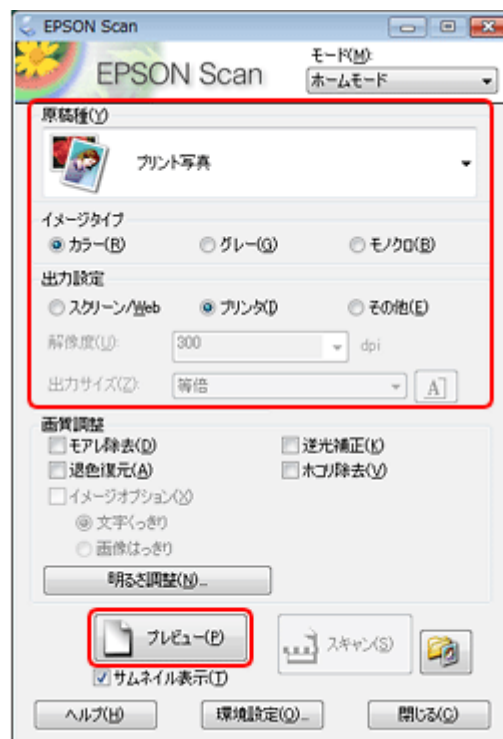 EPSON Scan
EPSON Scan
モード(M):
ホームモード
原稿種(Y)
プリント写真
イメージタイプ
カラー(R) グレー(G) モノクロ(B)
出力設定
スクリーン/Web プリンタ(I) その他(E)
解像度(U): 300 dpi
出力サイズ(Z): 等倍 A
画質調整
モアレ除去(D) 逆光補正(K)
退色復元(A) ホコリ除去(V)
イメージオプション(X)
文字くっきり
画像はっきり
明るさ調整(N)...
プレビュー(P) スキャン(S)
サムネイル表示(T)
ヘルプ(H) 環境設定(O)... 閉じる(C)